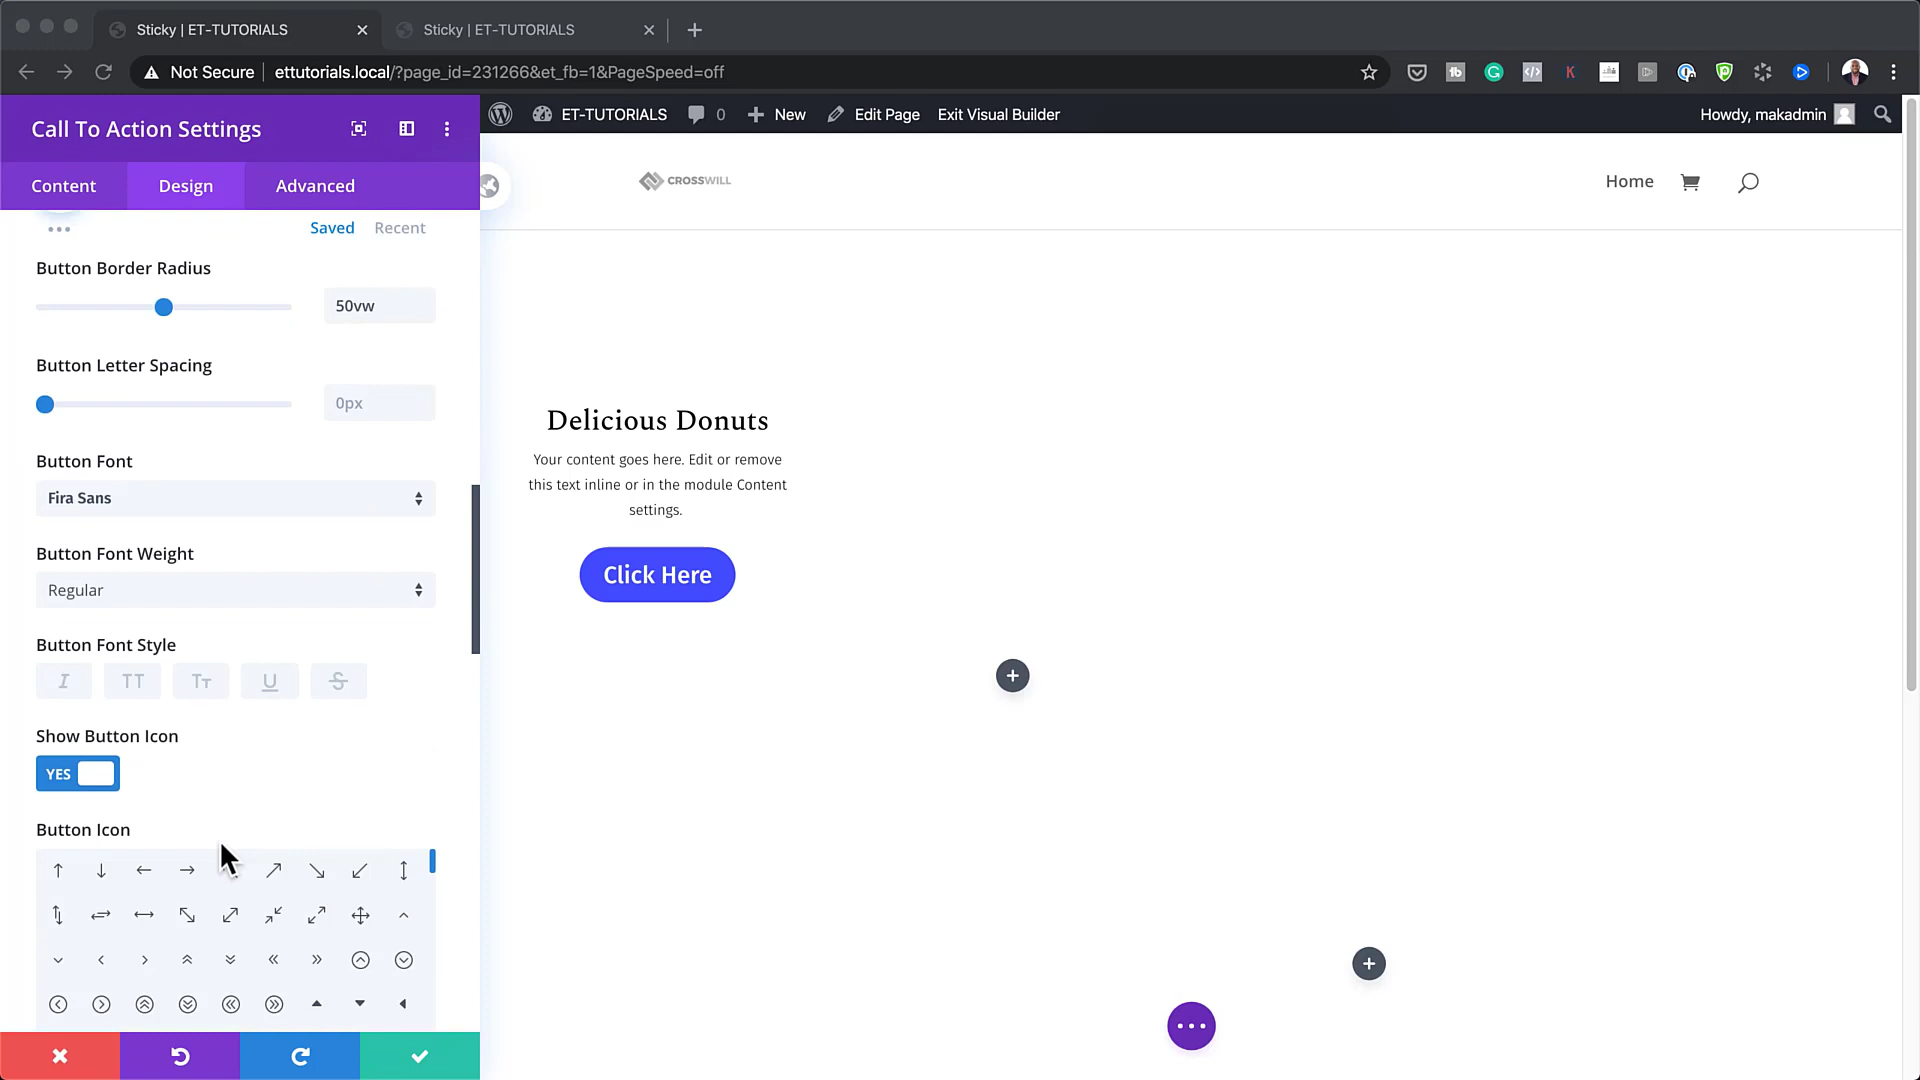 Sticky | ET-TUTORIALS
Sticky | ET-TUTORIALS
Not Secure
ettutorials.local/?page_id=231266&et_fb=1&PageSpeed=off
ET-TUTORIALS
0
New
Edit Page
Exit Visual Builder
Howdy, makadmin
Call To Action Settings
Content
Design
Advanced
Saved
Recent
Button Border Radius
50vw
Button Letter Spacing
0px
Button Font
Fira Sans
Button Font Weight
Regular
Button Font Style
I
TT
Tt
U
S
Show Button Icon
YES
Button Icon
CROSSWILL
Home
Delicious Donuts
Your content goes here. Edit or remove
this text inline or in the module Content
settings.
Click Here